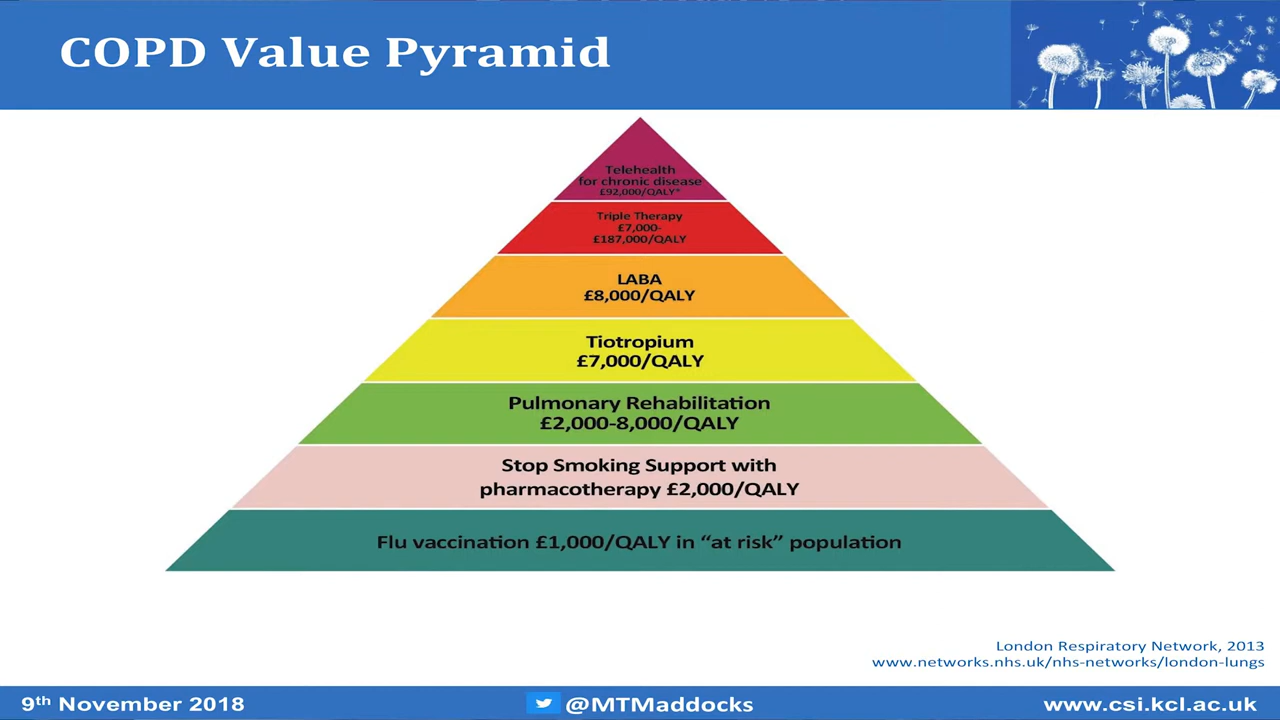 COPD Value Pyramid
Telehealth
for chronic disease
£92,000/QALY*
Triple Therapy
£7,000-
£187,000/QALY
LABA
£8,000/QALY
Tiotropium
£7,000/QALY
Pulmonary Rehabilitation
£2,000-8,000/QALY
Stop Smoking Support with
pharmacotherapy £2,000/QALY
Flu vaccination £1,000/QALY in “at risk” population
London Respiratory Network, 2013
www.networks.nhs.uk/nhs-networks/london-lungs
9th November 2018
@MTMaddocks
www.csi.kcl.ac.uk